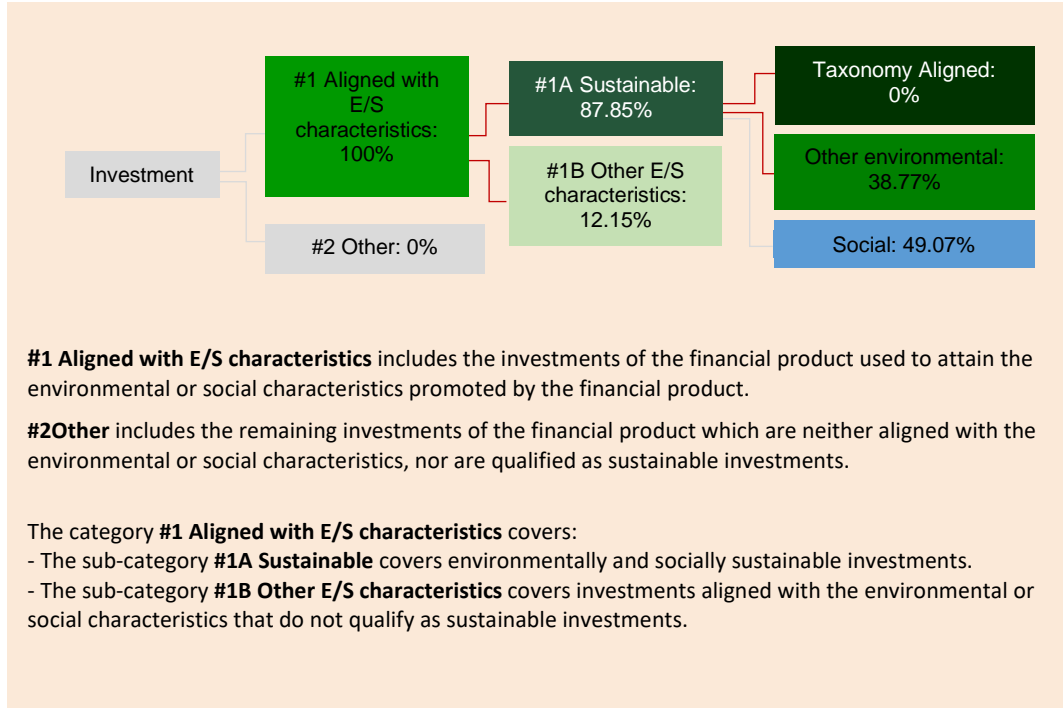 Investment
#1 Aligned with
E/S
characteristics:
100%
#2 Other: 0%
#1A Sustainable:
87.85%
#1B Other E/S
characteristics:
12.15%
Taxonomy Aligned:
0%
Other environmental:
38.77%
Social: 49.07%
#1 Aligned with E/S characteristics includes the investments of the financial product used to attain the
environmental or social characteristics promoted by the financial product.
#2Other includes the remaining investments of the financial product which are neither aligned with the
environmental or social characteristics, nor are qualified as sustainable investments.
The category #1 Aligned with E/S characteristics covers:
- The sub-category #1A Sustainable covers environmentally and socially sustainable investments.
- The sub-category #1B Other E/S characteristics covers investments aligned with the environmental or
social characteristics that do not qualify as sustainable investments.